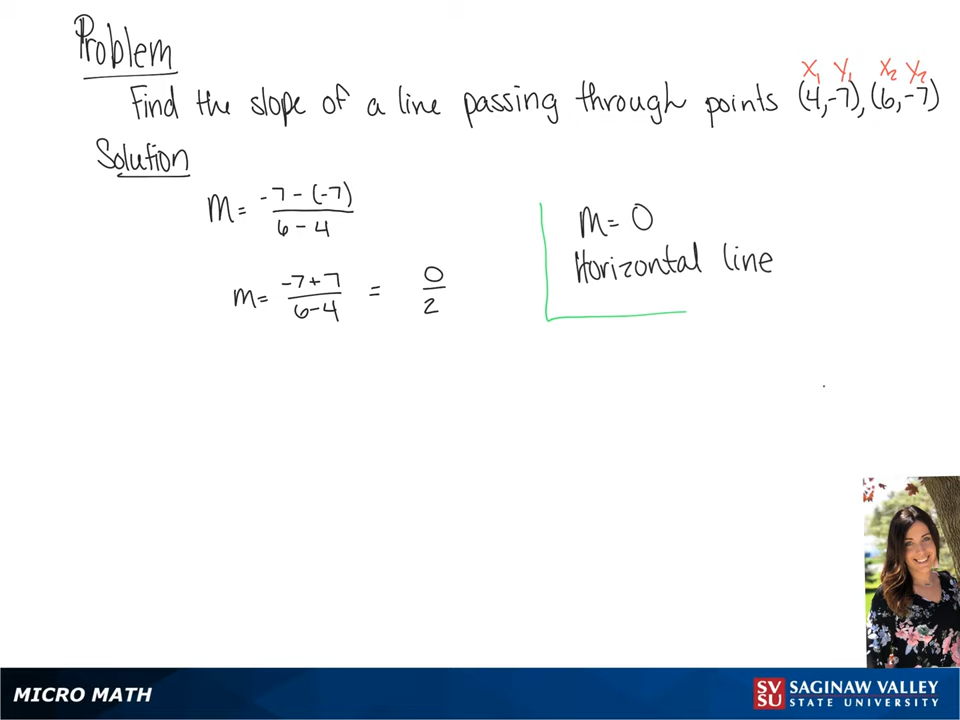 Problem
X₁ Y₁ X₂ Y₂
Find the slope of a line passing through points (4,-7), (6,-7)
Solution
m = -7 - (-7) / 6 - 4
m = 0
Horizontal line
m = -7 + 7 / 6 - 4 = 0 / 2
MICRO MATH
SV
SU
SAGINAW VALLEY
STATE UNIVERSITY